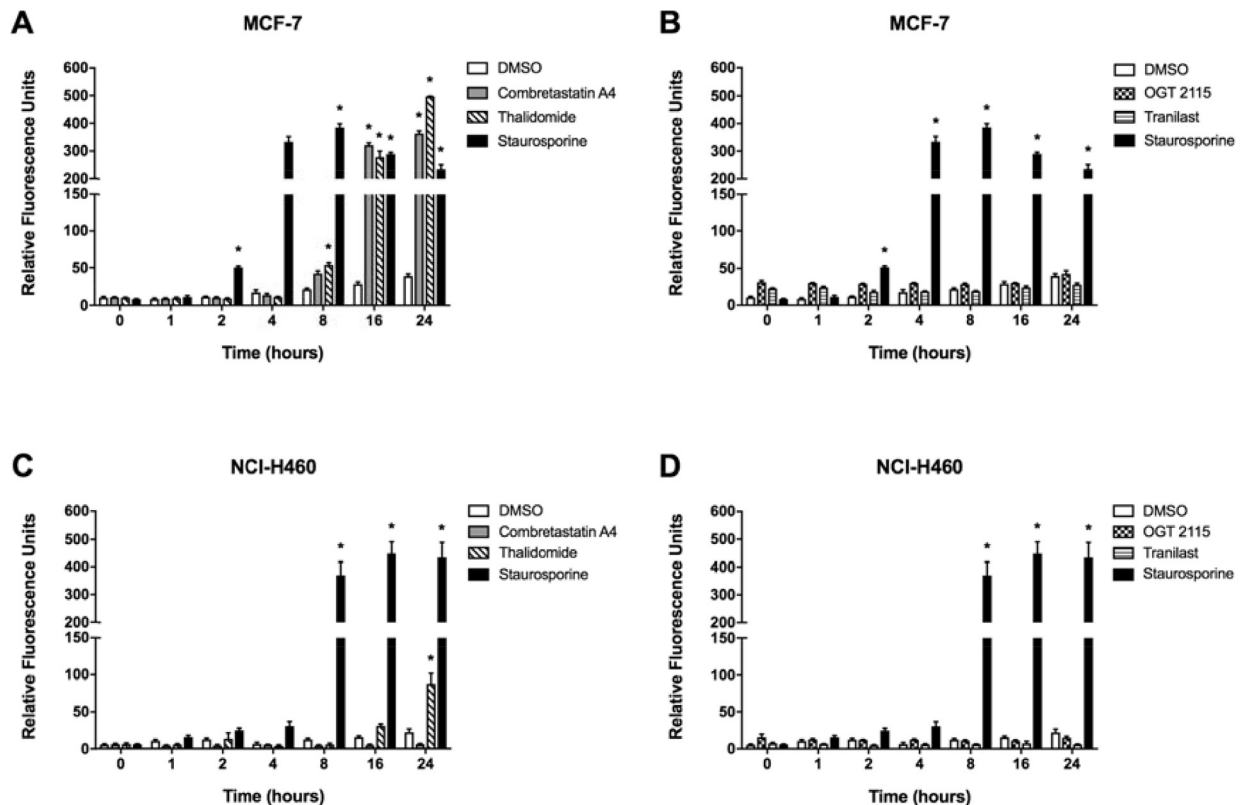 A
MCF-7
Relative Fluorescence Units
600
500
400
300
200
150
100
50
0
0 1 2 4 8 16 24
Time (hours)
* * * * * * * * *
DMSO
Combretastatin A4
Thalidomide
Staurosporine
B
MCF-7
Relative Fluorescence Units
600
500
400
300
200
150
100
50
0
0 1 2 4 8 16 24
Time (hours)
* * * * *
DMSO
OGT 2115
Tranilast
Staurosporine
C
NCI-H460
Relative Fluorescence Units
600
500
400
300
200
150
100
50
0
0 1 2 4 8 16 24
Time (hours)
* * * *
DMSO
Combretastatin A4
Thalidomide
Staurosporine
D
NCI-H460
Relative Fluorescence Units
600
500
400
300
200
150
100
50
0
0 1 2 4 8 16 24
Time (hours)
* * *
DMSO
OGT 2115
Tranilast
Staurosporine